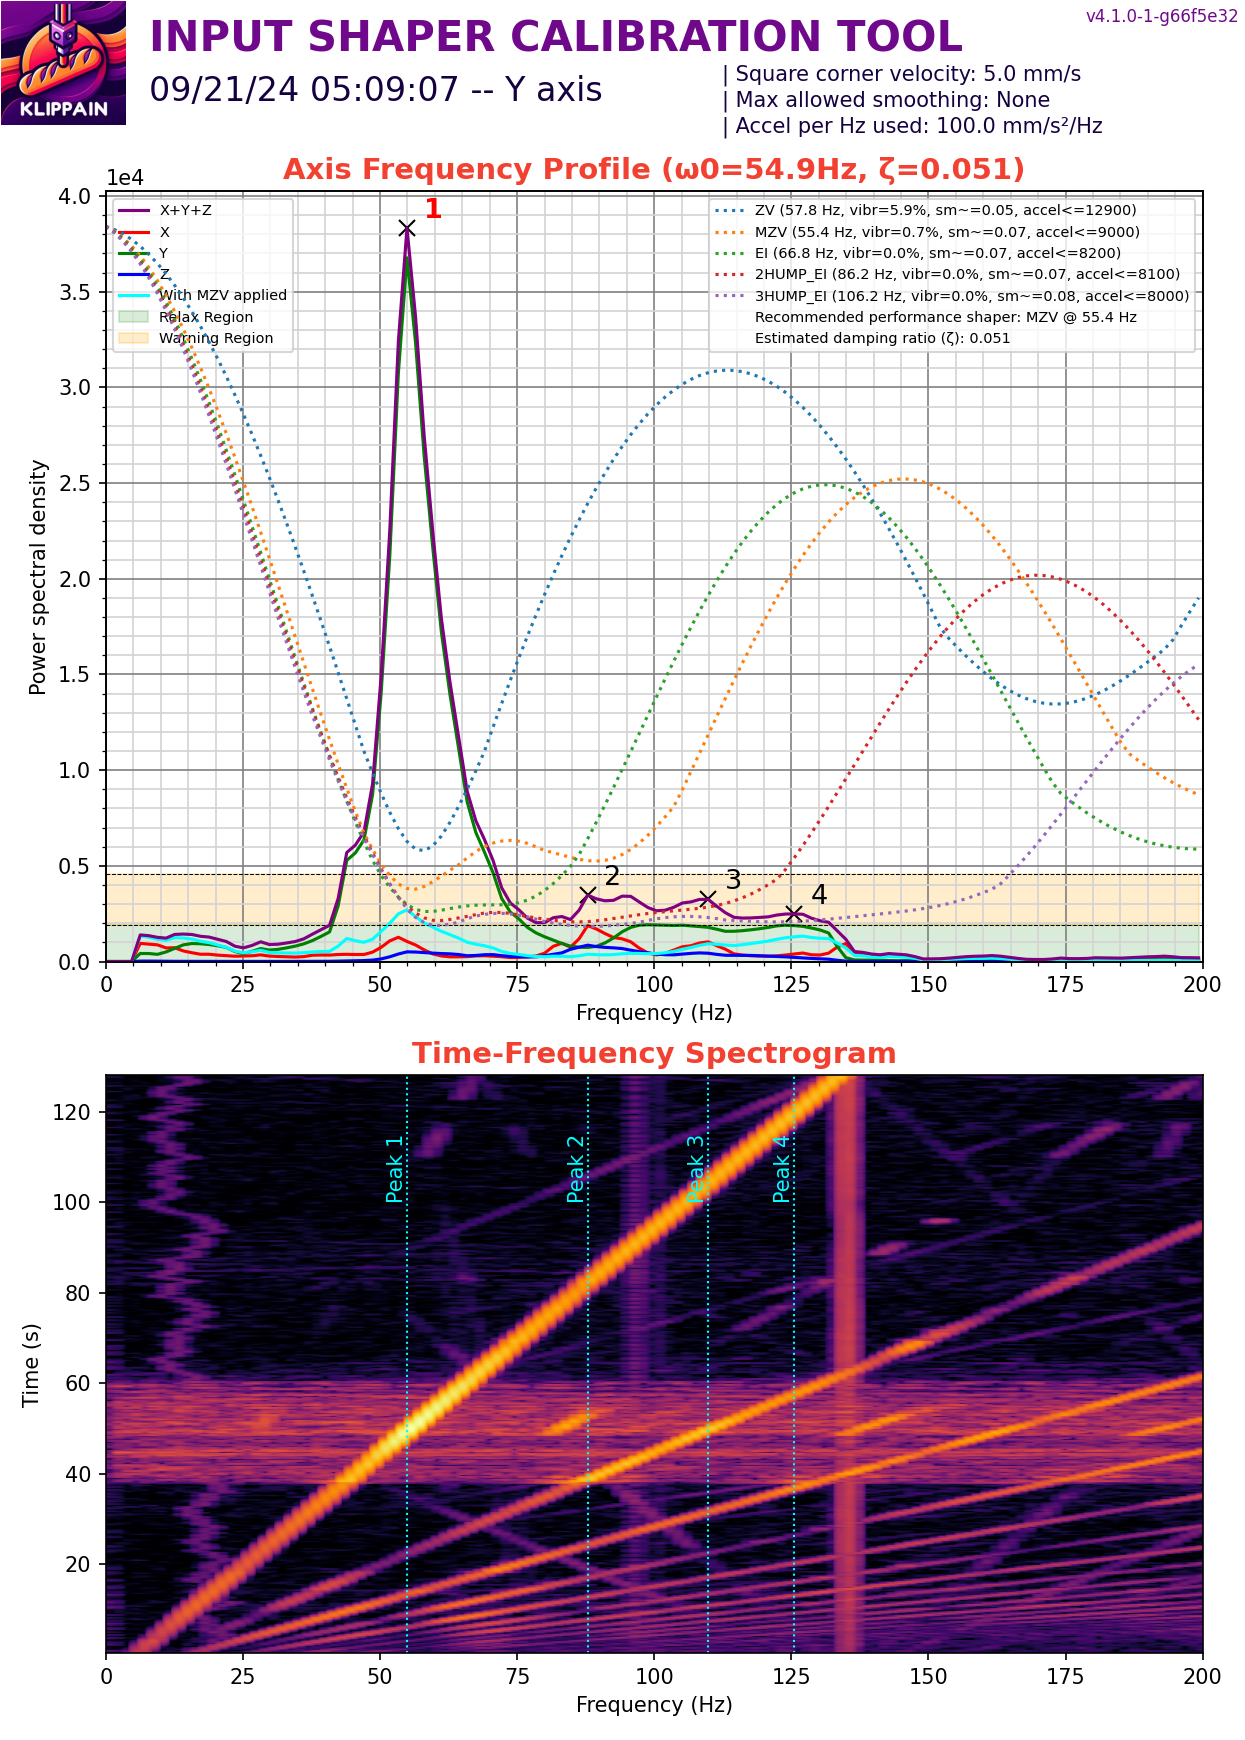 v4.1.0-1-g66f5e32
INPUT SHAPER CALIBRATION TOOL
09/21/24 05:09:07 -- Y axis
| Square corner velocity: 5.0 mm/s
| Max allowed smoothing: None
| Accel per Hz used: 100.0 mm/s²/Hz
KLIPPAIN
Axis Frequency Profile (ω0=54.9Hz, ζ=0.051)
1e4
X+Y+Z
X
Y
Z
With MZV applied
Relax Region
Warning Region
ZV (57.8 Hz, vibr=5.9%, sm~=0.05, accel<=12900)
MZV (55.4 Hz, vibr=0.7%, sm~=0.07, accel<=9000)
EI (66.8 Hz, vibr=0.0%, sm~=0.07, accel<=8200)
2HUMP_EI (86.2 Hz, vibr=0.0%, sm~=0.07, accel<=8100)
3HUMP_EI (106.2 Hz, vibr=0.0%, sm~=0.08, accel<=8000)
Recommended performance shaper: MZV @ 55.4 Hz
Estimated damping ratio (ζ): 0.051
1
2
3
4
4.0
3.5
3.0
2.5
2.0
1.5
1.0
0.5
0.0
Power spectral density
0 25 50 75 100 125 150 175 200
Frequency (Hz)
Time-Frequency Spectrogram
120
100
80
60
40
20
Time (s)
Peak 1
Peak 2
Peak 3
Peak 4
0 25 50 75 100 125 150 175 200
Frequency (Hz)